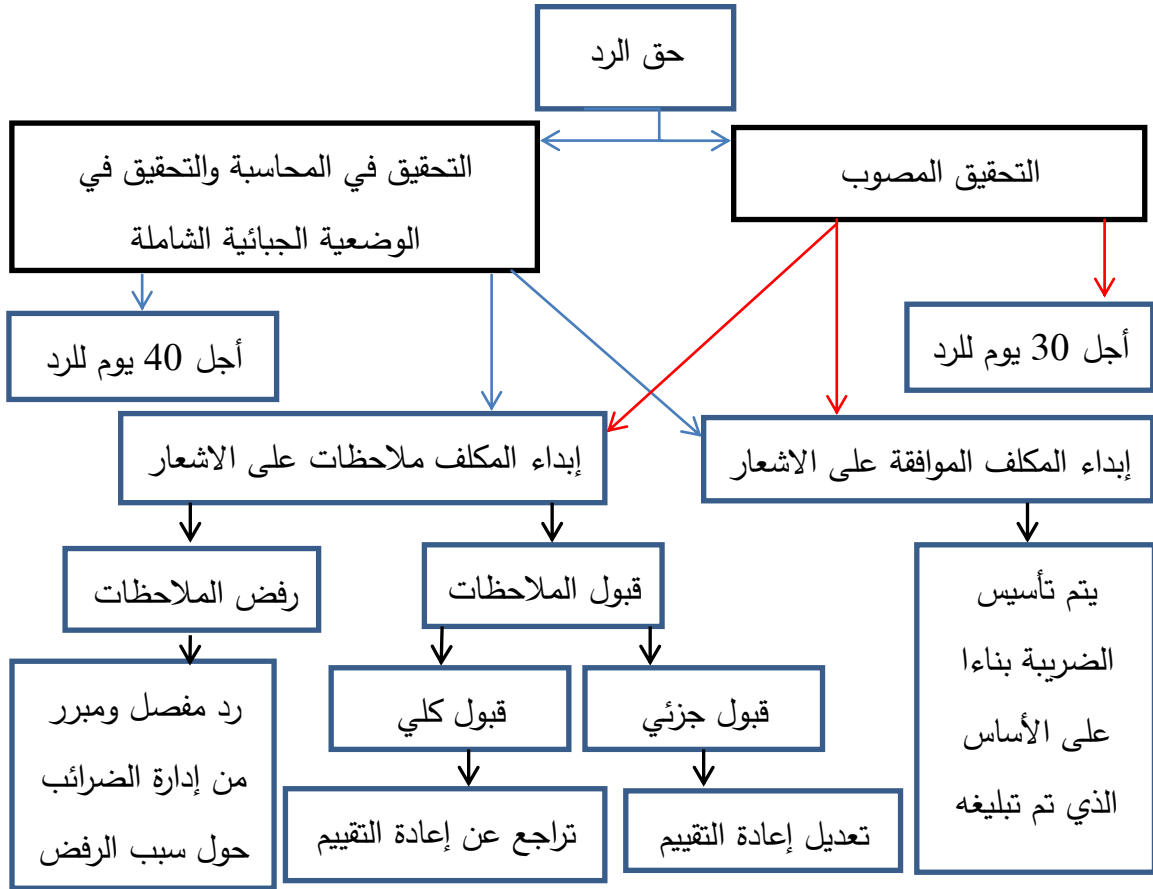 حق الرد
التحقيق المصوب
التحقيق في المحاسبة والتحقيق في
الوضعية الجبائية الشاملة
أجل 30 يوم للرد
أجل 40 يوم للرد
إبداء المكلف الموافقة على الاشعار
إبداء المكلف ملاحظات على الاشعار
يتم تأسيس
الضريبة بناءا
على الأساس
الذي تم تبليغه
قبول الملاحظات
رفض الملاحظات
قبول جزئي
قبول كلي
تعديل إعادة التقييم
تراجع عن إعادة التقييم
رد مفصل ومبرر
من إدارة الضرائب
حول سبب الرفض